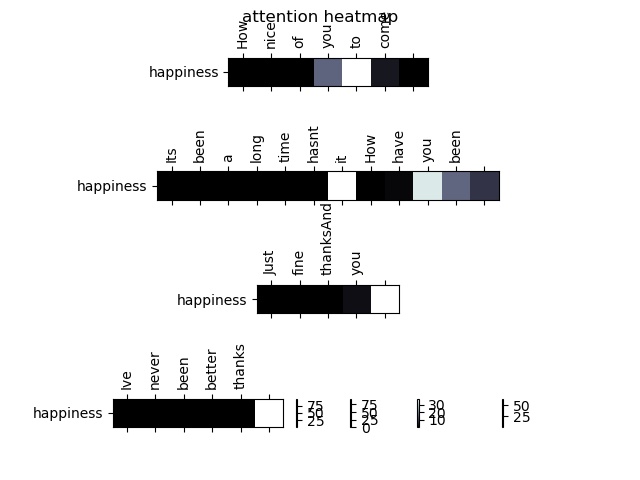 attention heatmap
How nice of you to come
happiness
Its been a long time hasnt it How have you been
happiness
Just fine thanksAnd you
happiness
Ive never been better thanks
happiness
75 50 25
75 50 25 0
30 20 10
50 25